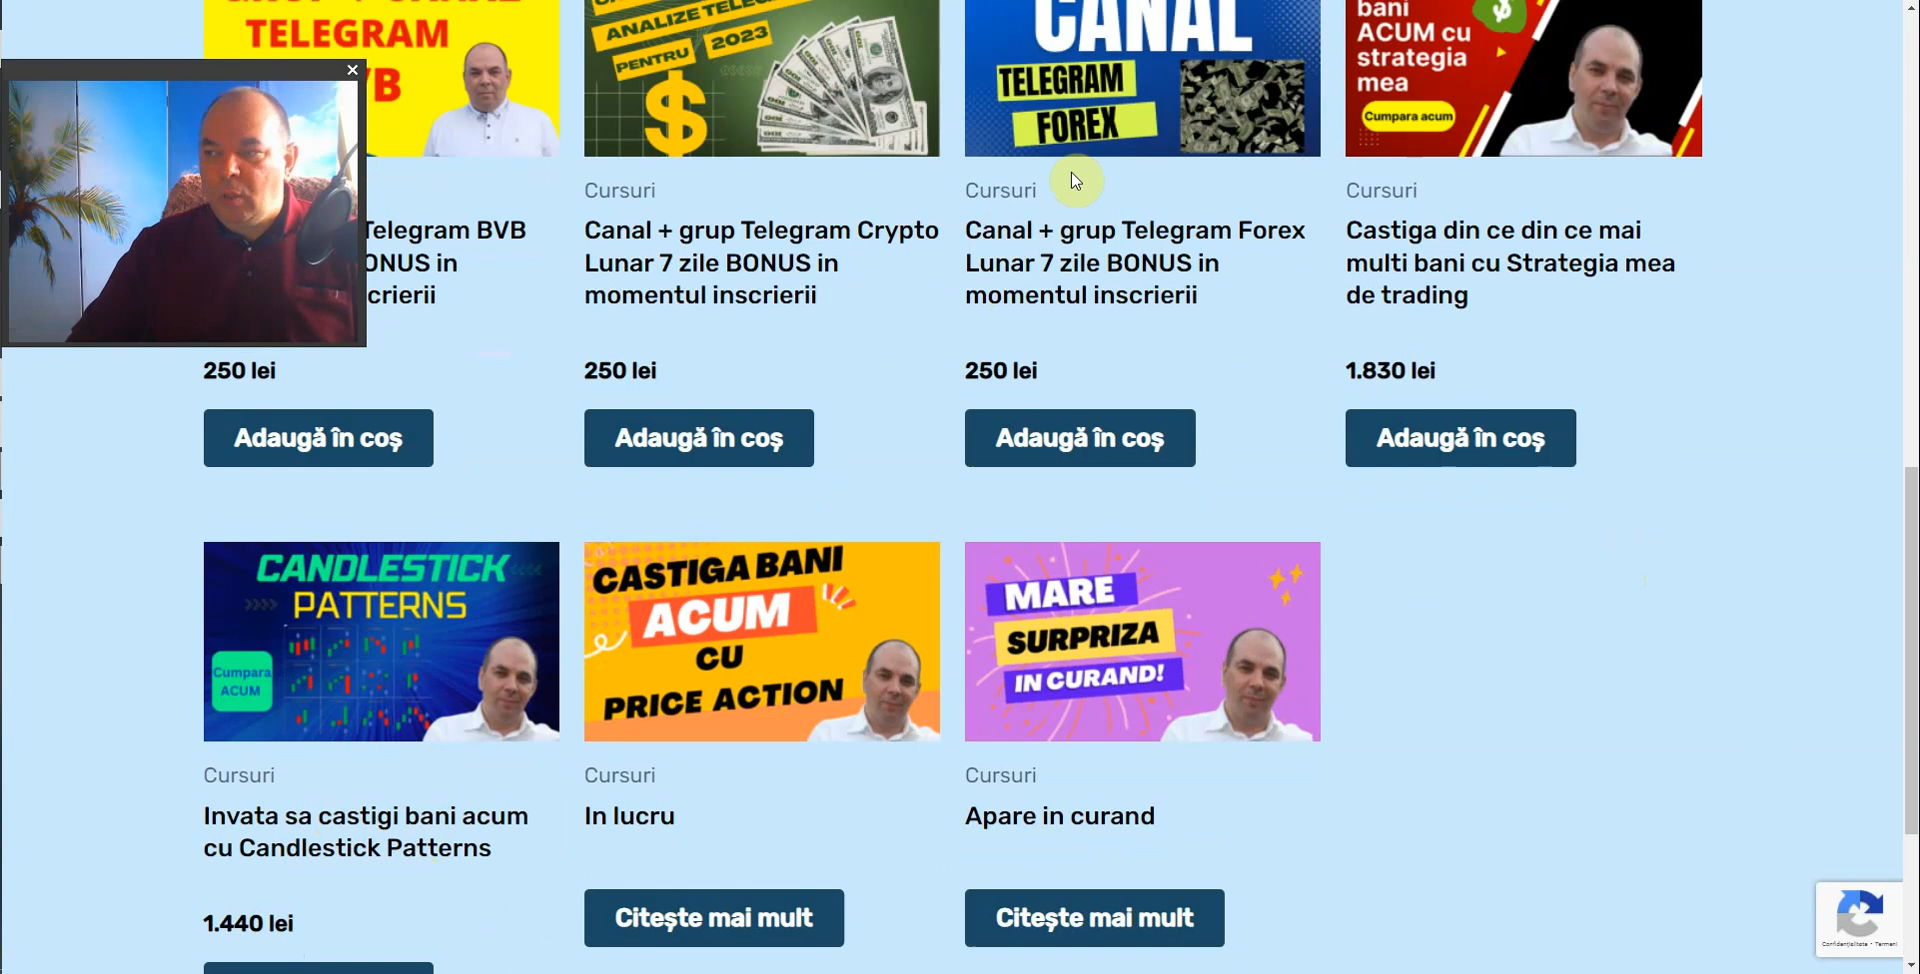 TELEGRAM
VB
ANALIZE
PENTRU
2023
CANAL
TELEGRAM
FOREX
bani
ACUM cu
strategia
mea
Cumpara acum
Cursuri
Cursuri
Cursuri
Telegram BVB
ONUS in
crierii
Canal + grup Telegram Crypto
Lunar 7 zile BONUS in
momentul inscrierii
Canal + grup Telegram Forex
Lunar 7 zile BONUS in
momentul inscrierii
Castiga din ce din ce mai
multi bani cu Strategia mea
de trading
250 lei
250 lei
250 lei
1.830 lei
Adaugă în coș
Adaugă în coș
Adaugă în coș
Adaugă în coș
CANDLESTICK
PATTERNS
Cumpara
ACUM
CASTIGA BANI
ACUM
CU
PRICE ACTION
MARE
SURPRIZA
IN CURAND!
Cursuri
Cursuri
Cursuri
Invata sa castigi bani acum
cu Candlestick Patterns
In lucru
Apare in curand
1.440 lei
Citește mai mult
Citește mai mult
Confidențialitate - Termeni